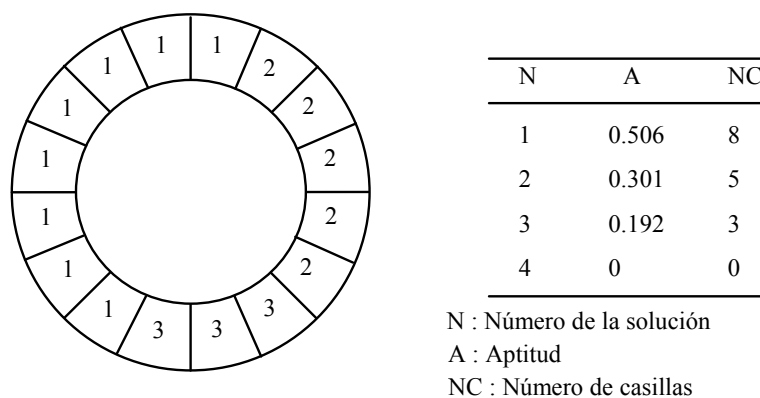 1 1
1 2
1 2
1 2
1 2
1 2
1 3
3 3
N A NC
1 0.506 8
2 0.301 5
3 0.192 3
4 0 0
N : Número de la solución
A : Aptitud
NC : Número de casillas